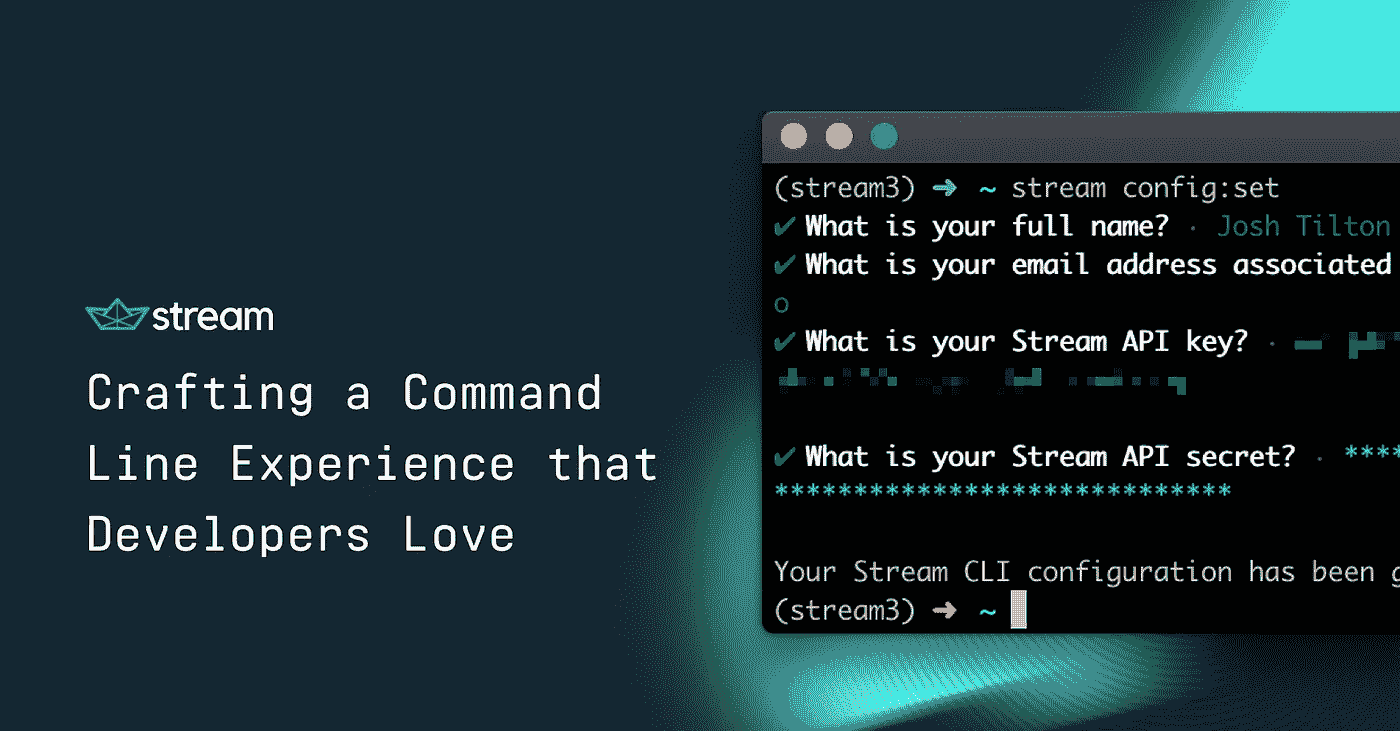 stream
Crafting a Command
Line Experience that
Developers Love
(stream3) ➜ ~ stream config:set
✔ What is your full name? · Josh Tilton
✔ What is your email address associated
o
✔ What is your Stream API key? ·
✔ What is your Stream API secret? · ****
*****************************
Your Stream CLI configuration has been g
(stream3) ➜ ~